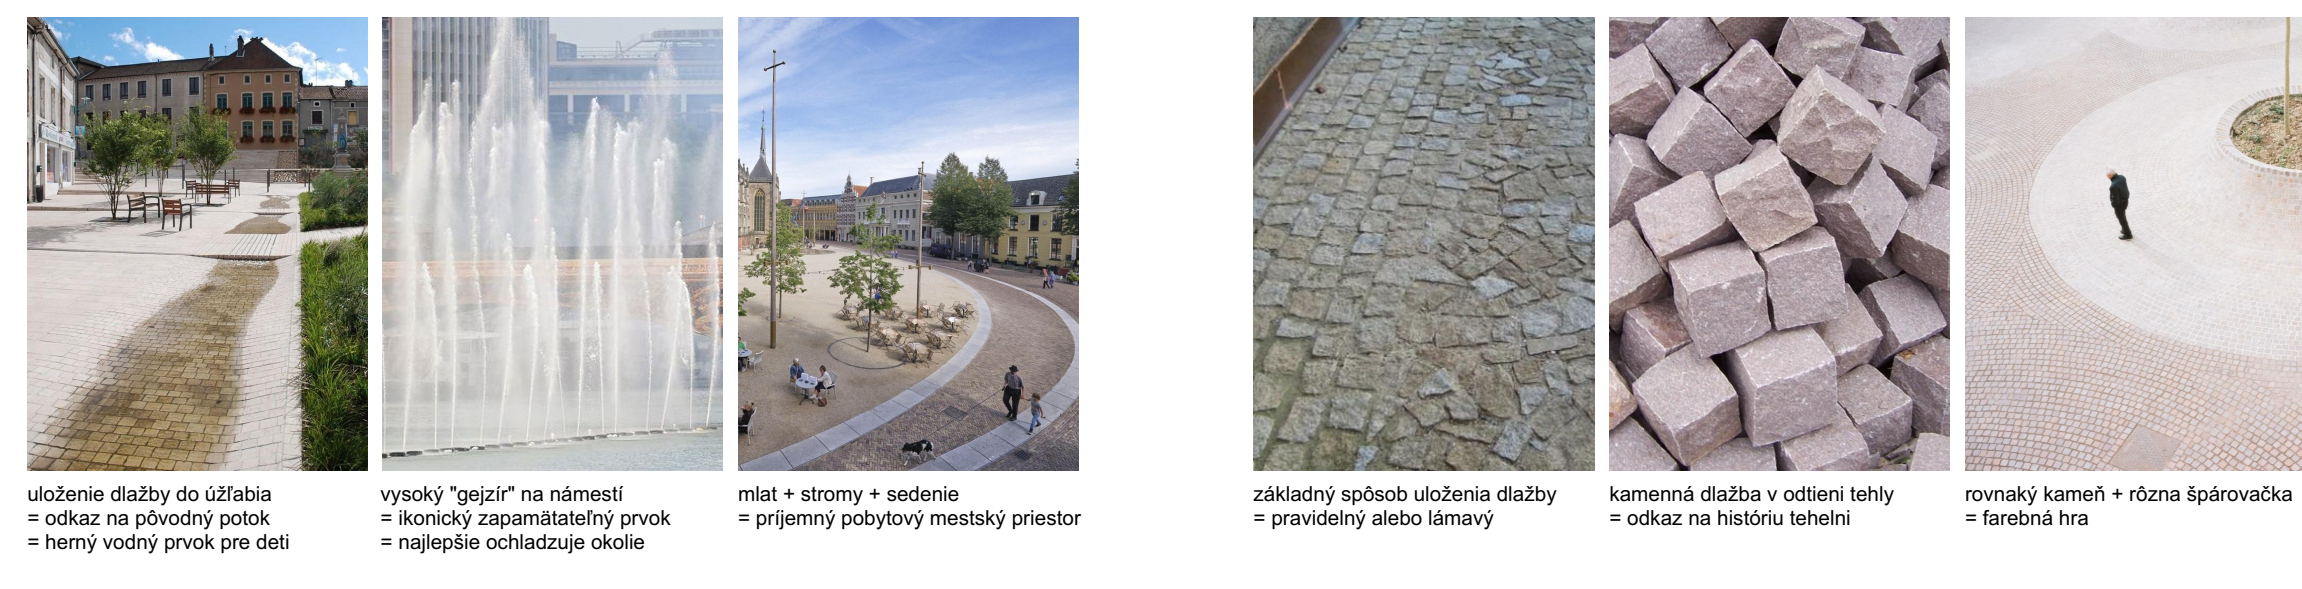 uloženie dlažby do úžľabia
= odkaz na pôvodný potok
= herný vodný prvok pre deti
vysoký "gejzír" na námestí
= ikonický zapamätateľný prvok
= najlepšie ochladzuje okolie
mlat + stromy + sedenie
= príjemný pobytový mestský priestor
základný spôsob uloženia dlažby
= pravidelný alebo lámavý
kamenná dlažba v odtieni tehly
= odkaz na históriu tehelni
rovnaký kameň + rôzna špárovačka
= farebná hra